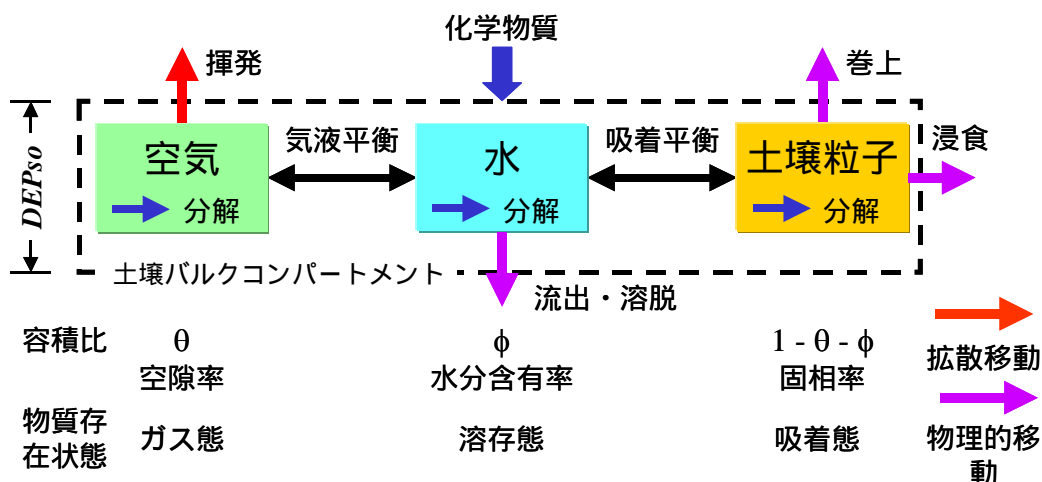 化学物質
揮発
巻上
DEPso
空気
気液平衡
水
吸着平衡
土壌粒子
浸食
分解
分解
分解
土壌バルクコンパートメント
流出・溶脱
容積比
θ
ϕ
1 - θ - ϕ
空隙率
水分含有率
固相率
拡散移動
物質存
在状態
ガス態
溶存態
吸着態
物理的移
動